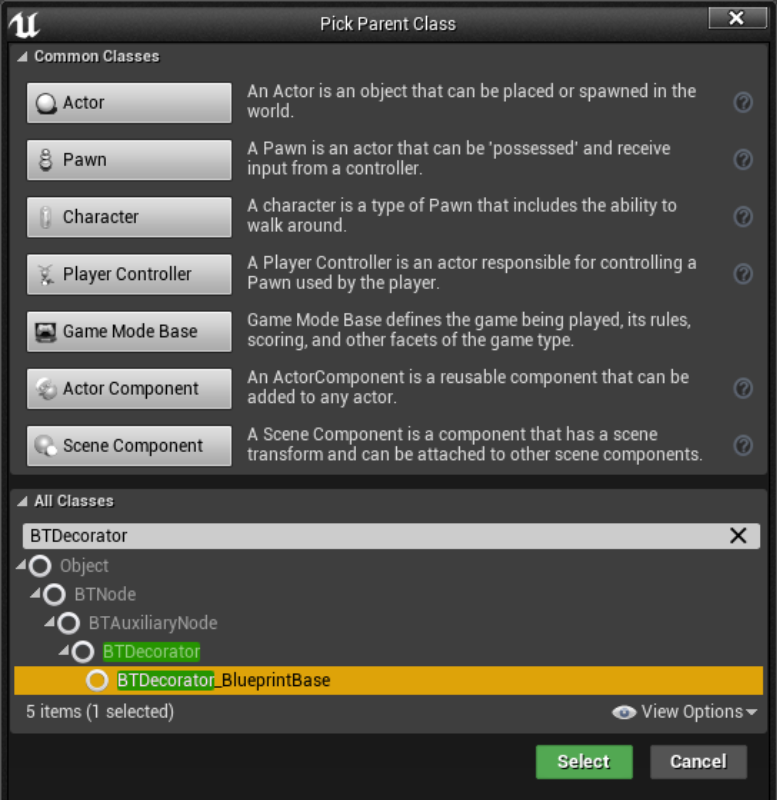 Pick Parent Class
Common Classes
Actor
An Actor is an object that can be placed or spawned in the
world.
Pawn
A Pawn is an actor that can be 'possessed' and receive
input from a controller.
Character
A character is a type of Pawn that includes the ability to
walk around.
Player Controller
A Player Controller is an actor responsible for controlling a
Pawn used by the player.
Game Mode Base
Game Mode Base defines the game being played, its rules,
scoring, and other facets of the game type.
Actor Component
An ActorComponent is a reusable component that can be
added to any actor.
Scene Component
A Scene Component is a component that has a scene
transform and can be attached to other scene components.
All Classes
BTDecorator
Object
BTNode
BTAuxiliaryNode
BTDecorator
BTDecorator_BlueprintBase
5 items (1 selected)
View Options
Select
Cancel